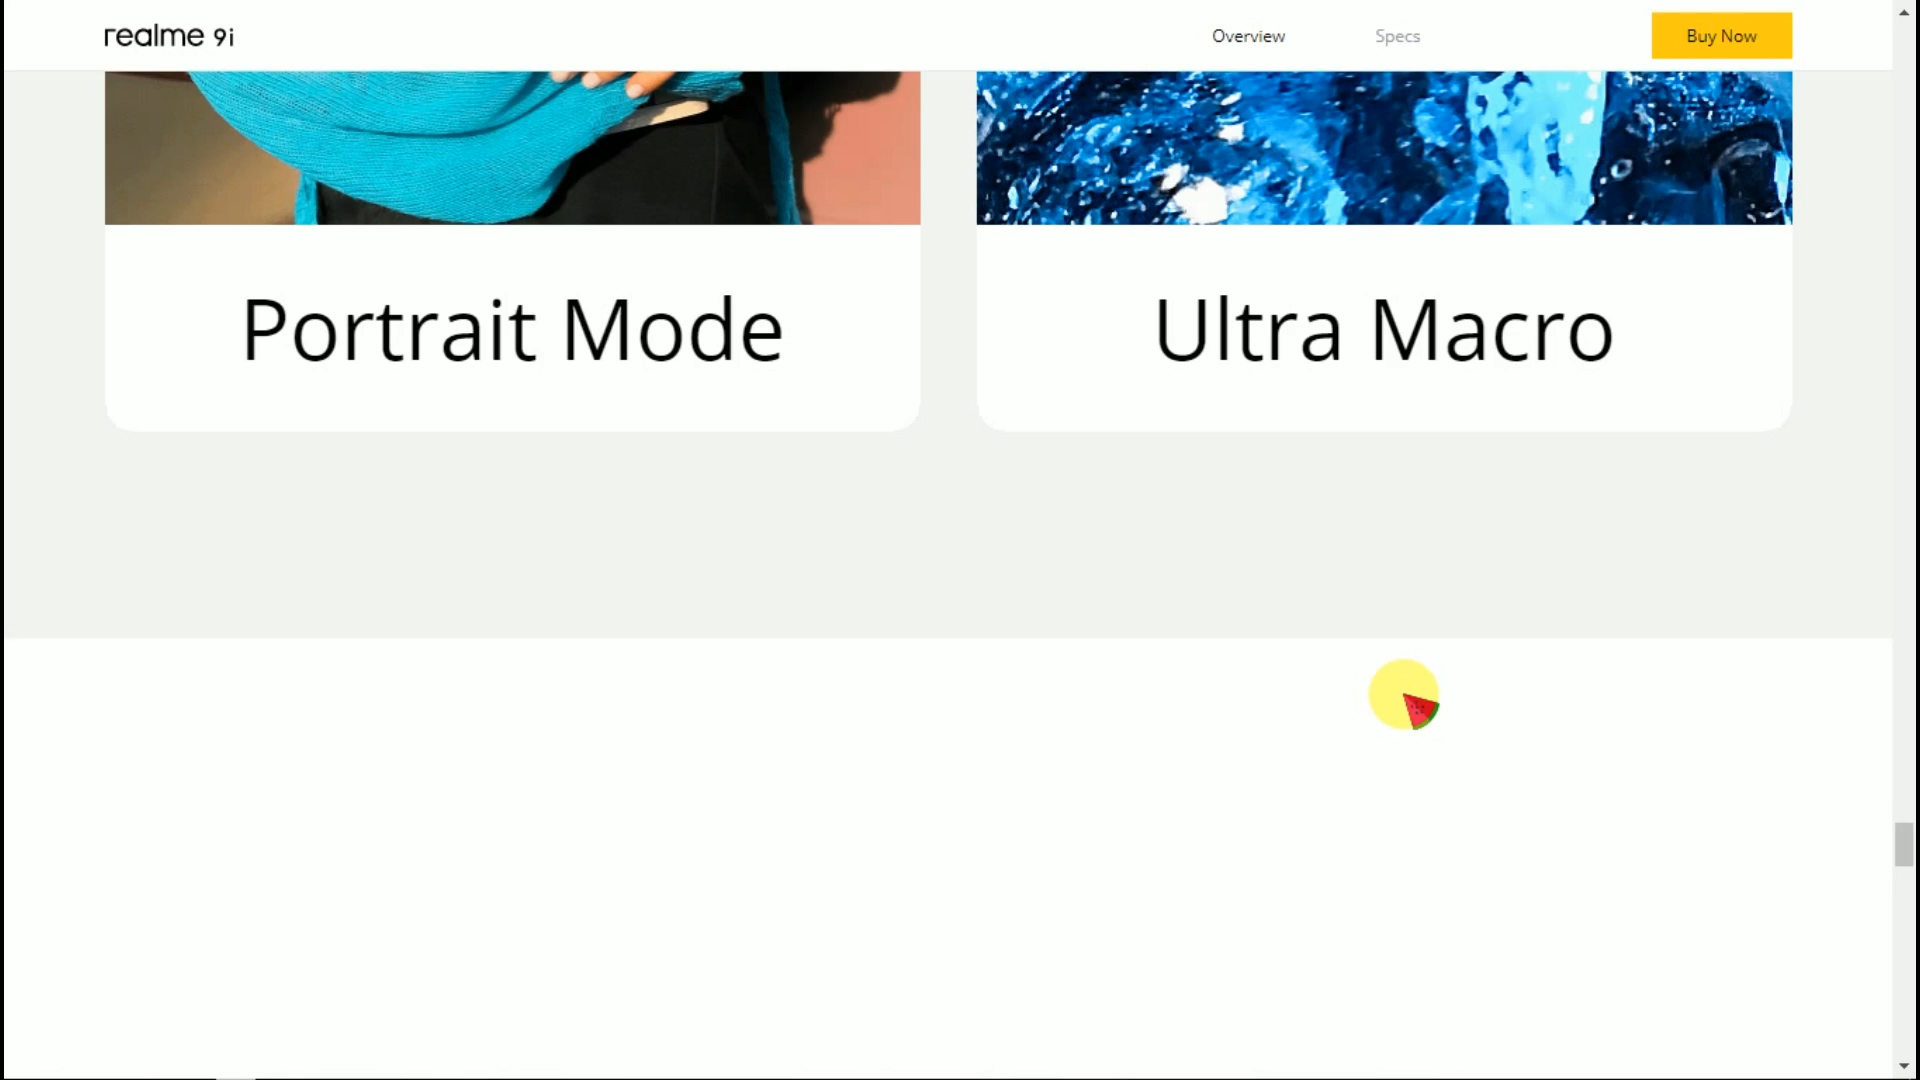 realme 9i
Overview
Specs
Buy Now
Portrait Mode
Ultra Macro